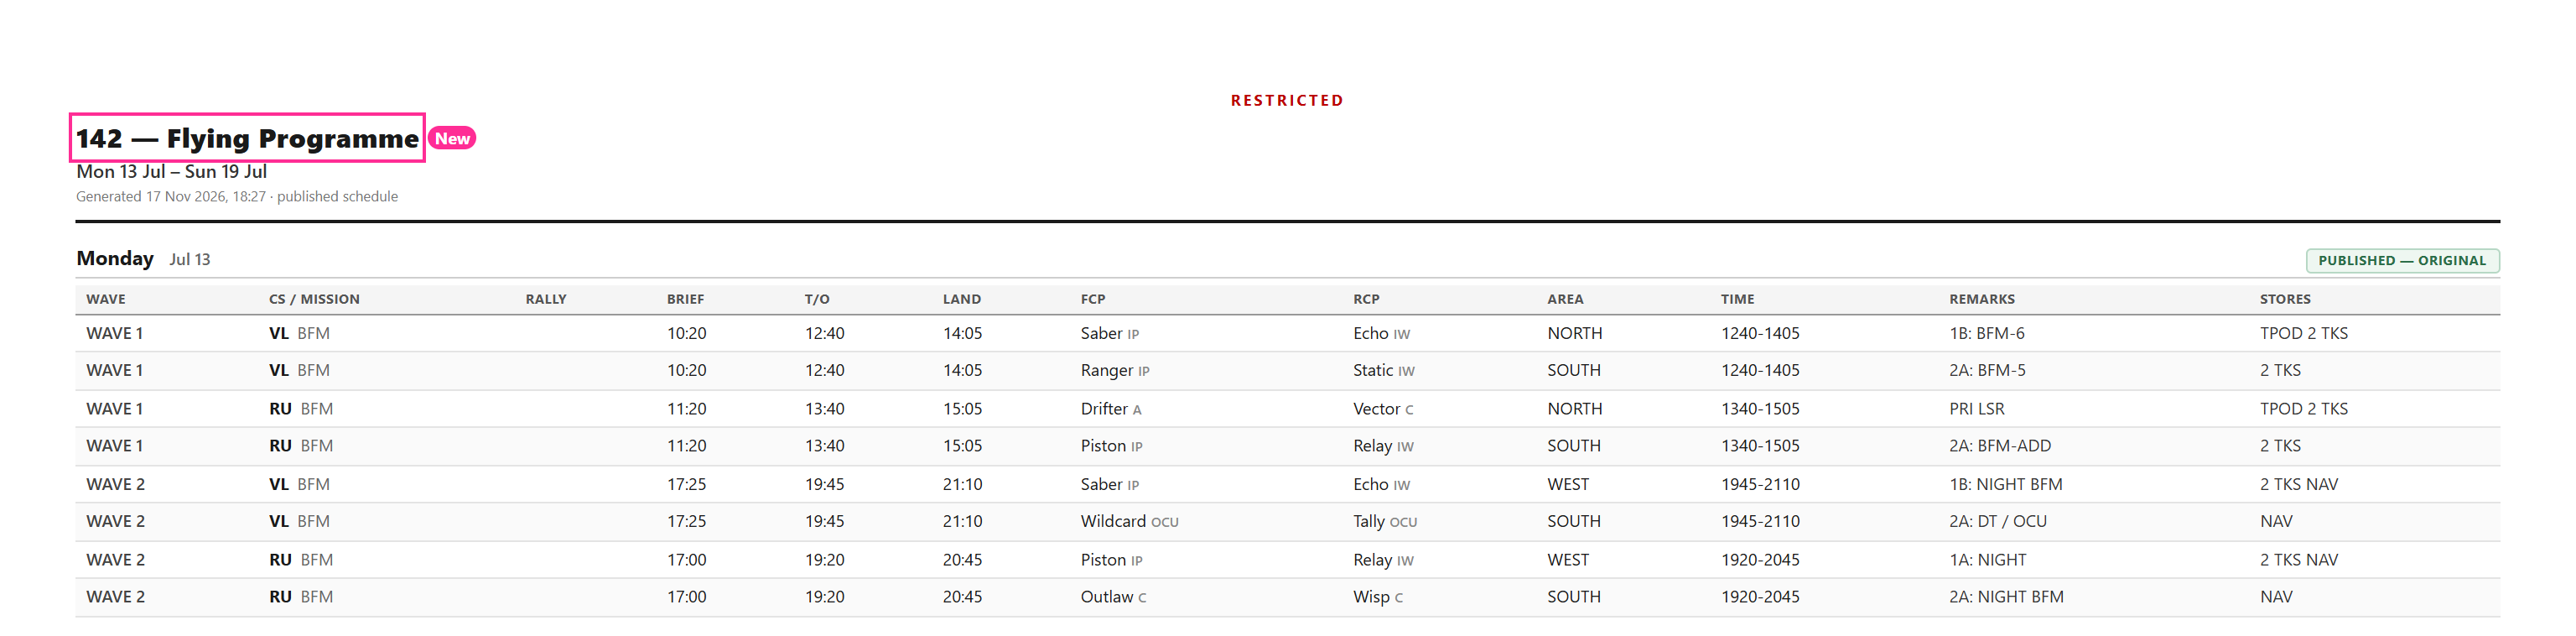 RESTRICTED
142 — Flying Programme New
Mon 13 Jul – Sun 19 Jul
Generated 17 Nov 2026, 18:27 · published schedule
Monday Jul 13 PUBLISHED — ORIGINAL
WAVE CS / MISSION RALLY BRIEF T/O LAND FCP RCP AREA TIME REMARKS STORES
WAVE 1 VL BFM 10:20 12:40 14:05 Saber IP Echo IW NORTH 1240-1405 1B: BFM-6 TPOD 2 TKS
WAVE 1 VL BFM 10:20 12:40 14:05 Ranger IP Static IW SOUTH 1240-1405 2A: BFM-5 2 TKS
WAVE 1 RU BFM 11:20 13:40 15:05 Drifter A Vector C NORTH 1340-1505 PRI LSR TPOD 2 TKS
WAVE 1 RU BFM 11:20 13:40 15:05 Piston IP Relay IW SOUTH 1340-1505 2A: BFM-ADD 2 TKS
WAVE 2 VL BFM 17:25 19:45 21:10 Saber IP Echo IW WEST 1945-2110 1B: NIGHT BFM 2 TKS NAV
WAVE 2 VL BFM 17:25 19:45 21:10 Wildcard OCU Tally OCU SOUTH 1945-2110 2A: DT / OCU NAV
WAVE 2 RU BFM 17:00 19:20 20:45 Piston IP Relay IW WEST 1920-2045 1A: NIGHT 2 TKS NAV
WAVE 2 RU BFM 17:00 19:20 20:45 Outlaw C Wisp C SOUTH 1920-2045 2A: NIGHT BFM NAV